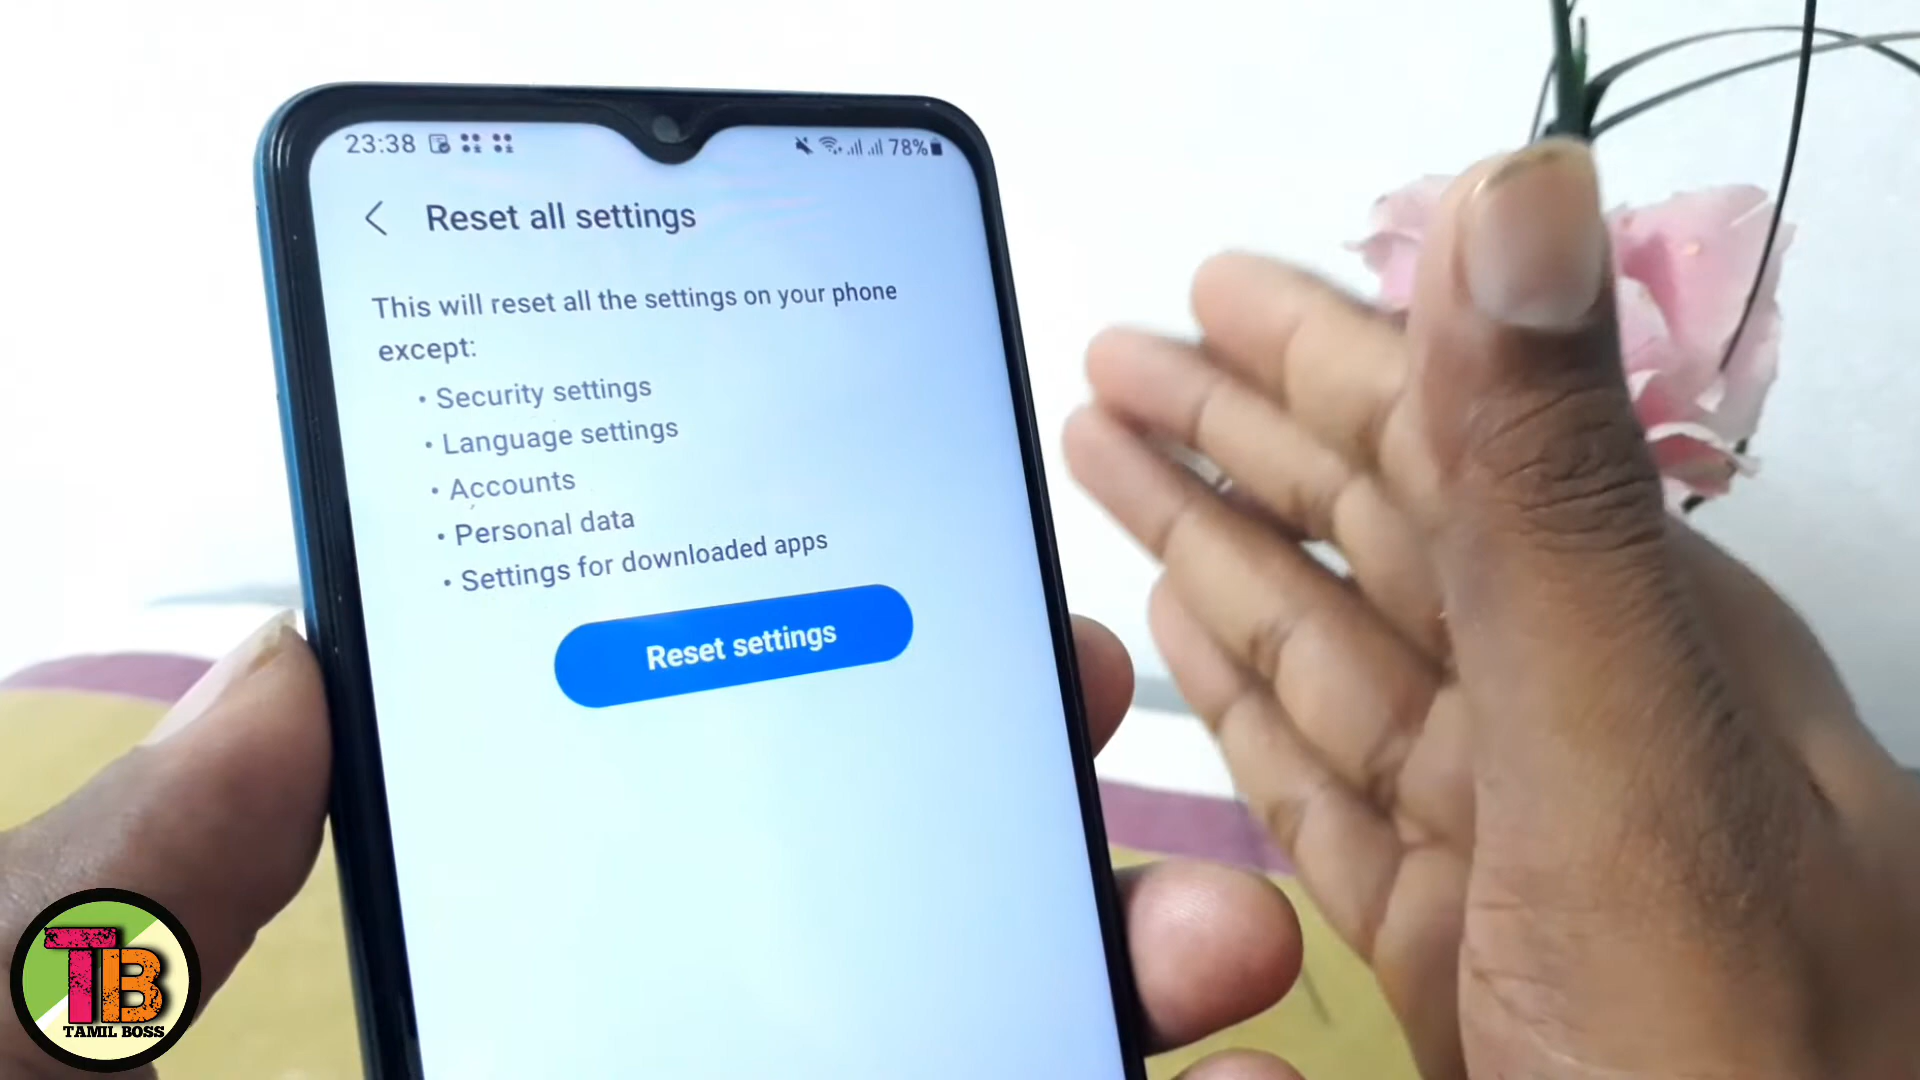 23:38
78%
Reset all settings
This will reset all the settings on your phone
except:
• Security settings
• Language settings
• Accounts
• Personal data
• Settings for downloaded apps
Reset settings
TB
TAMIL BOSS